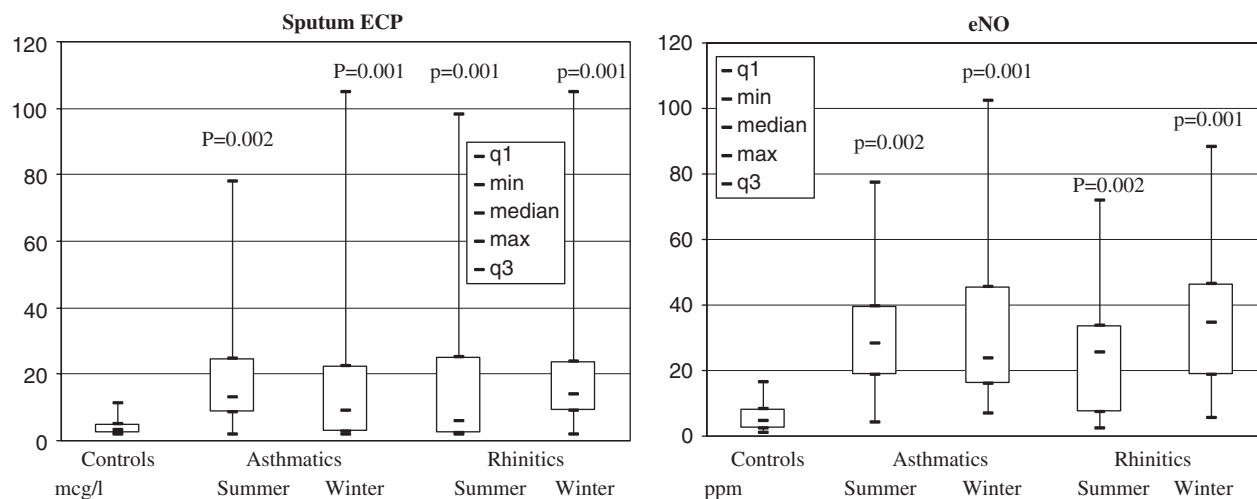 Sputum ECP
120
100
80
60
40
20
0
P=0.002
P=0.001
p=0.001
p=0.001
q1
min
median
max
q3
Controls
Asthmatics
Rhinitics
mcg/l
Summer
Winter
Summer
Winter
eNO
120
100
80
60
40
20
0
q1
min
median
max
q3
p=0.002
p=0.001
P=0.002
p=0.001
Controls
Asthmatics
Rhinitics
ppm
Summer
Winter
Summer
Winter